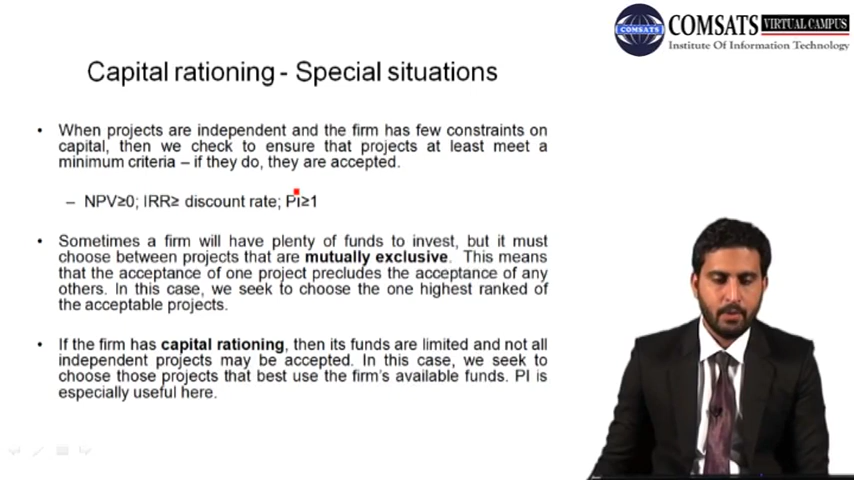 COMSATS VIRTUAL CAMPUS
COMSATS
Institute Of Information Technology
Capital rationing - Special situations
• When projects are independent and the firm has few constraints on
capital, then we check to ensure that projects at least meet a
minimum criteria – if they do, they are accepted.
– NPV≥0; IRR≥ discount rate; PI≥1
• Sometimes a firm will have plenty of funds to invest, but it must
choose between projects that are mutually exclusive. This means
that the acceptance of one project precludes the acceptance of any
others. In this case, we seek to choose the one highest ranked of
the acceptable projects.
• If the firm has capital rationing, then its funds are limited and not all
independent projects may be accepted. In this case, we seek to
choose those projects that best use the firm's available funds. PI is
especially useful here.